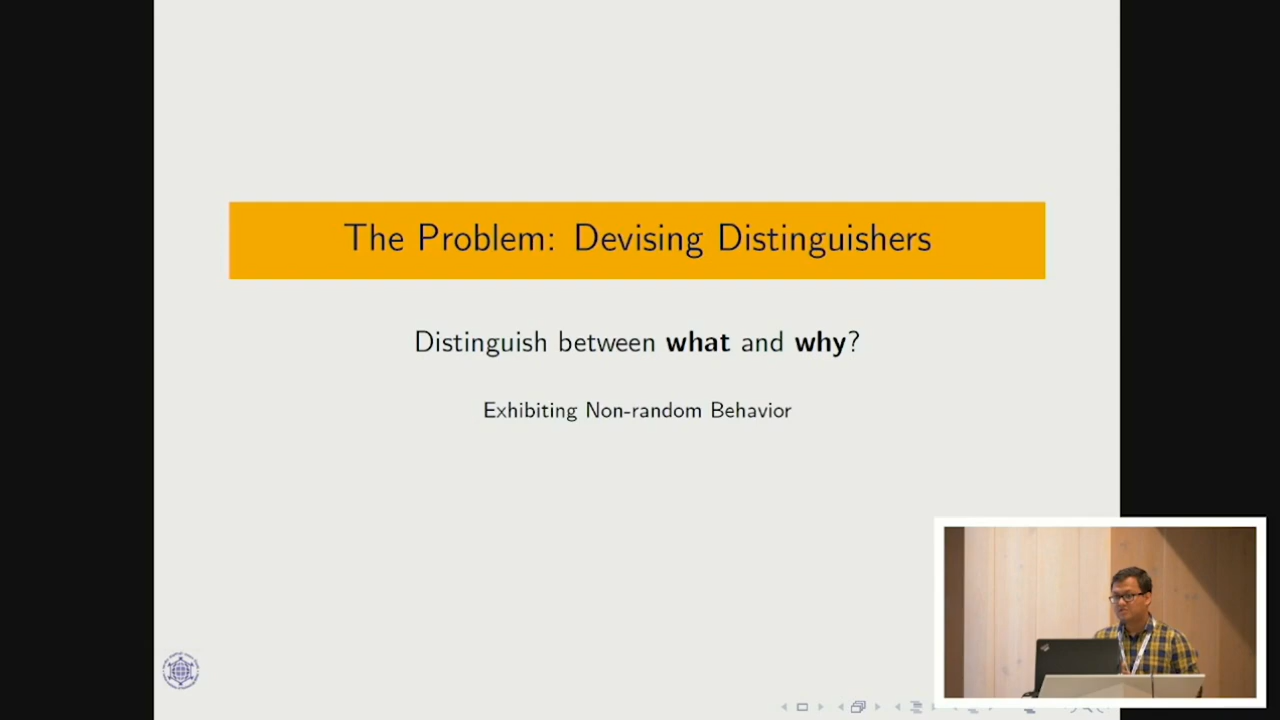 The Problem: Devising Distinguishers
Distinguish between what and why?
Exhibiting Non-random Behavior